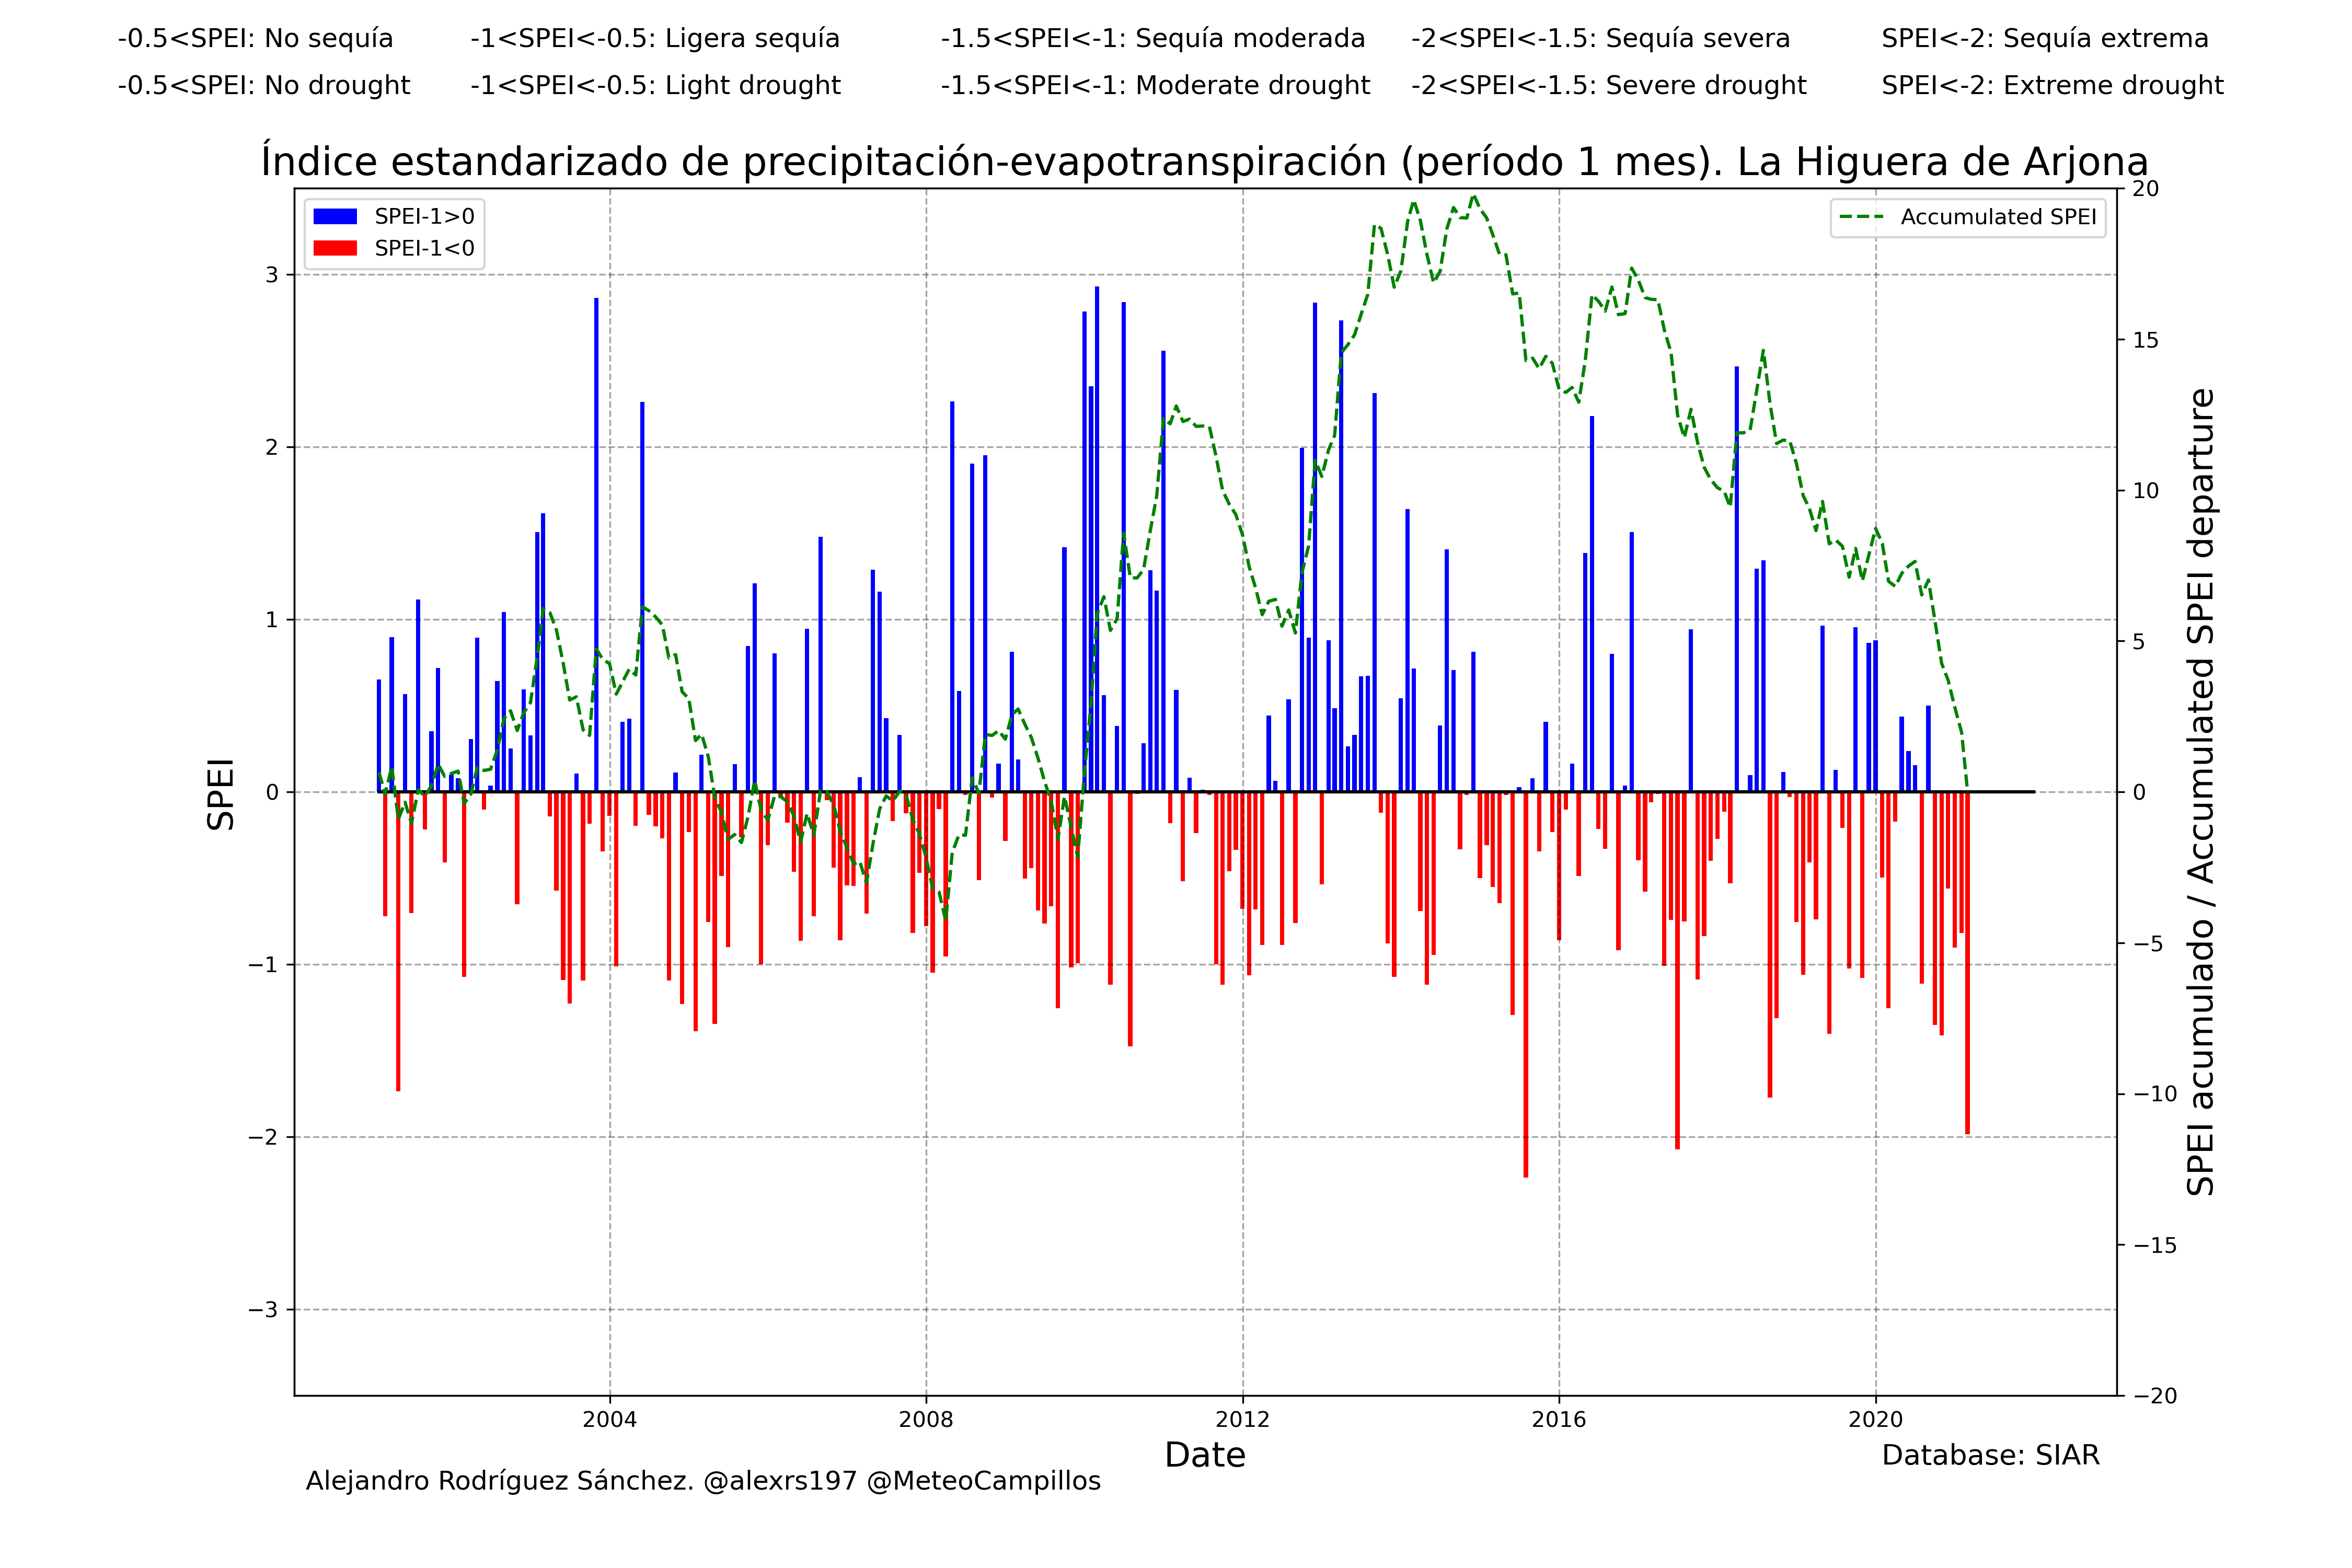 -0.5<SPEI: No sequía
-1<SPEI<-0.5: Ligera sequía
-1.5<SPEI<-1: Sequía moderada
-2<SPEI<-1.5: Sequía severa
SPEI<-2: Sequía extrema
-0.5<SPEI: No drought
-1<SPEI<-0.5: Light drought
-1.5<SPEI<-1: Moderate drought
-2<SPEI<-1.5: Severe drought
SPEI<-2: Extreme drought
Índice estandarizado de precipitación-evapotranspiración (período 1 mes). La Higuera de Arjona
SPEI-1>0
SPEI-1<0
Accumulated SPEI
SPEI
3
2
1
0
−1
−2
−3
20
15
10
5
0
−5
−10
−15
−20
SPEI acumulado / Accumulated SPEI departure
2004
2008
2012
2016
2020
Date
Database: SIAR
Alejandro Rodríguez Sánchez. @alexrs197 @MeteoCampillos